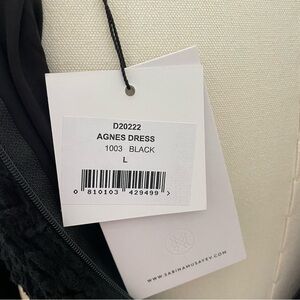 D20222
AGNES DRESS
1003 BLACK
L
0 810103 429499 >
WWW.SABINAMUSAYEV.COM